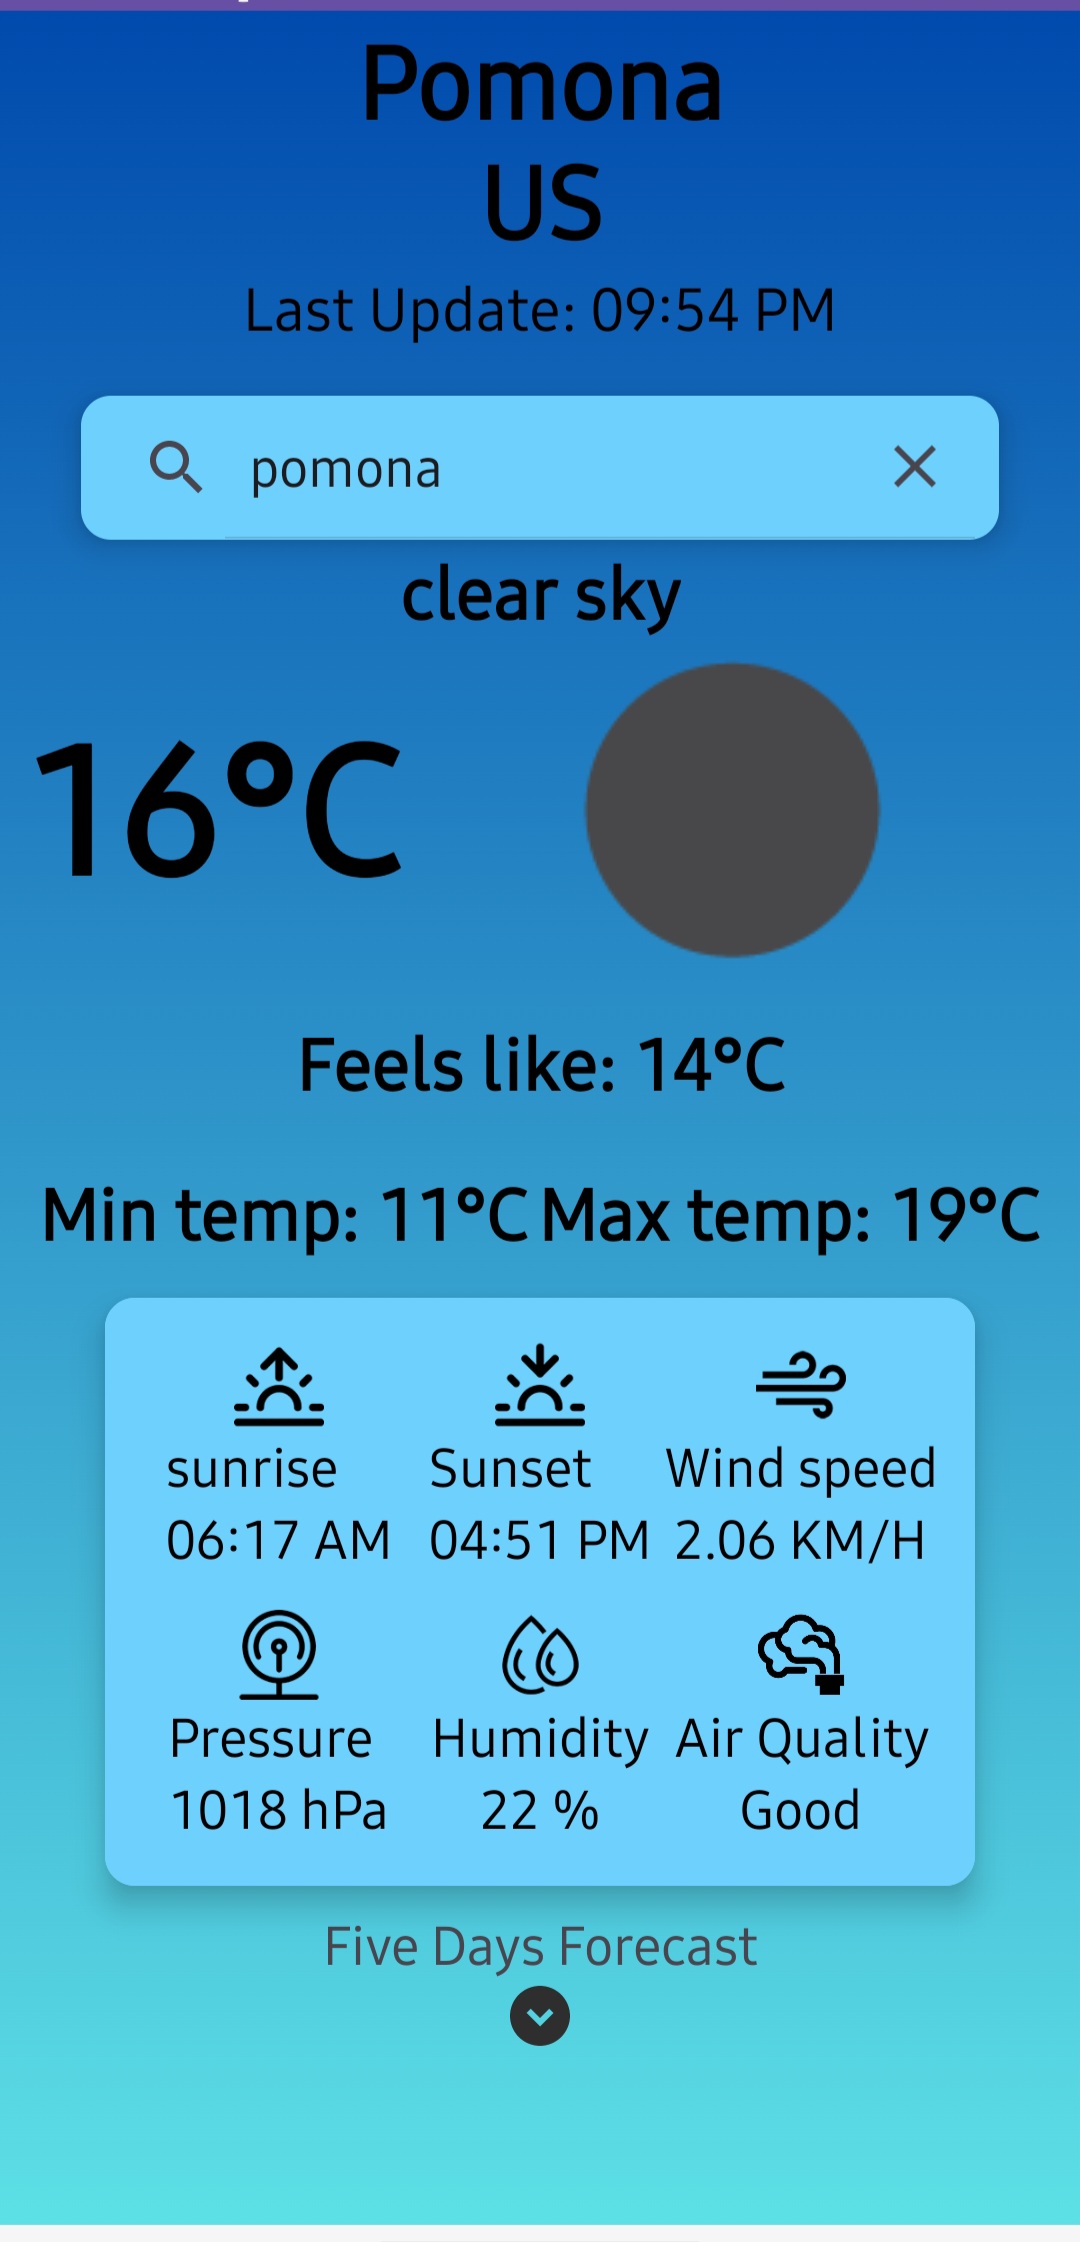 Pomona
US
Last Update: 09:54 PM
pomona
clear sky
16°C
Feels like: 14°C
Min temp: 11°C Max temp: 19°C
sunrise Sunset Wind speed
06:17 AM 04:51 PM 2.06 KM/H
Pressure Humidity Air Quality
1018 hPa 22 % Good
Five Days Forecast